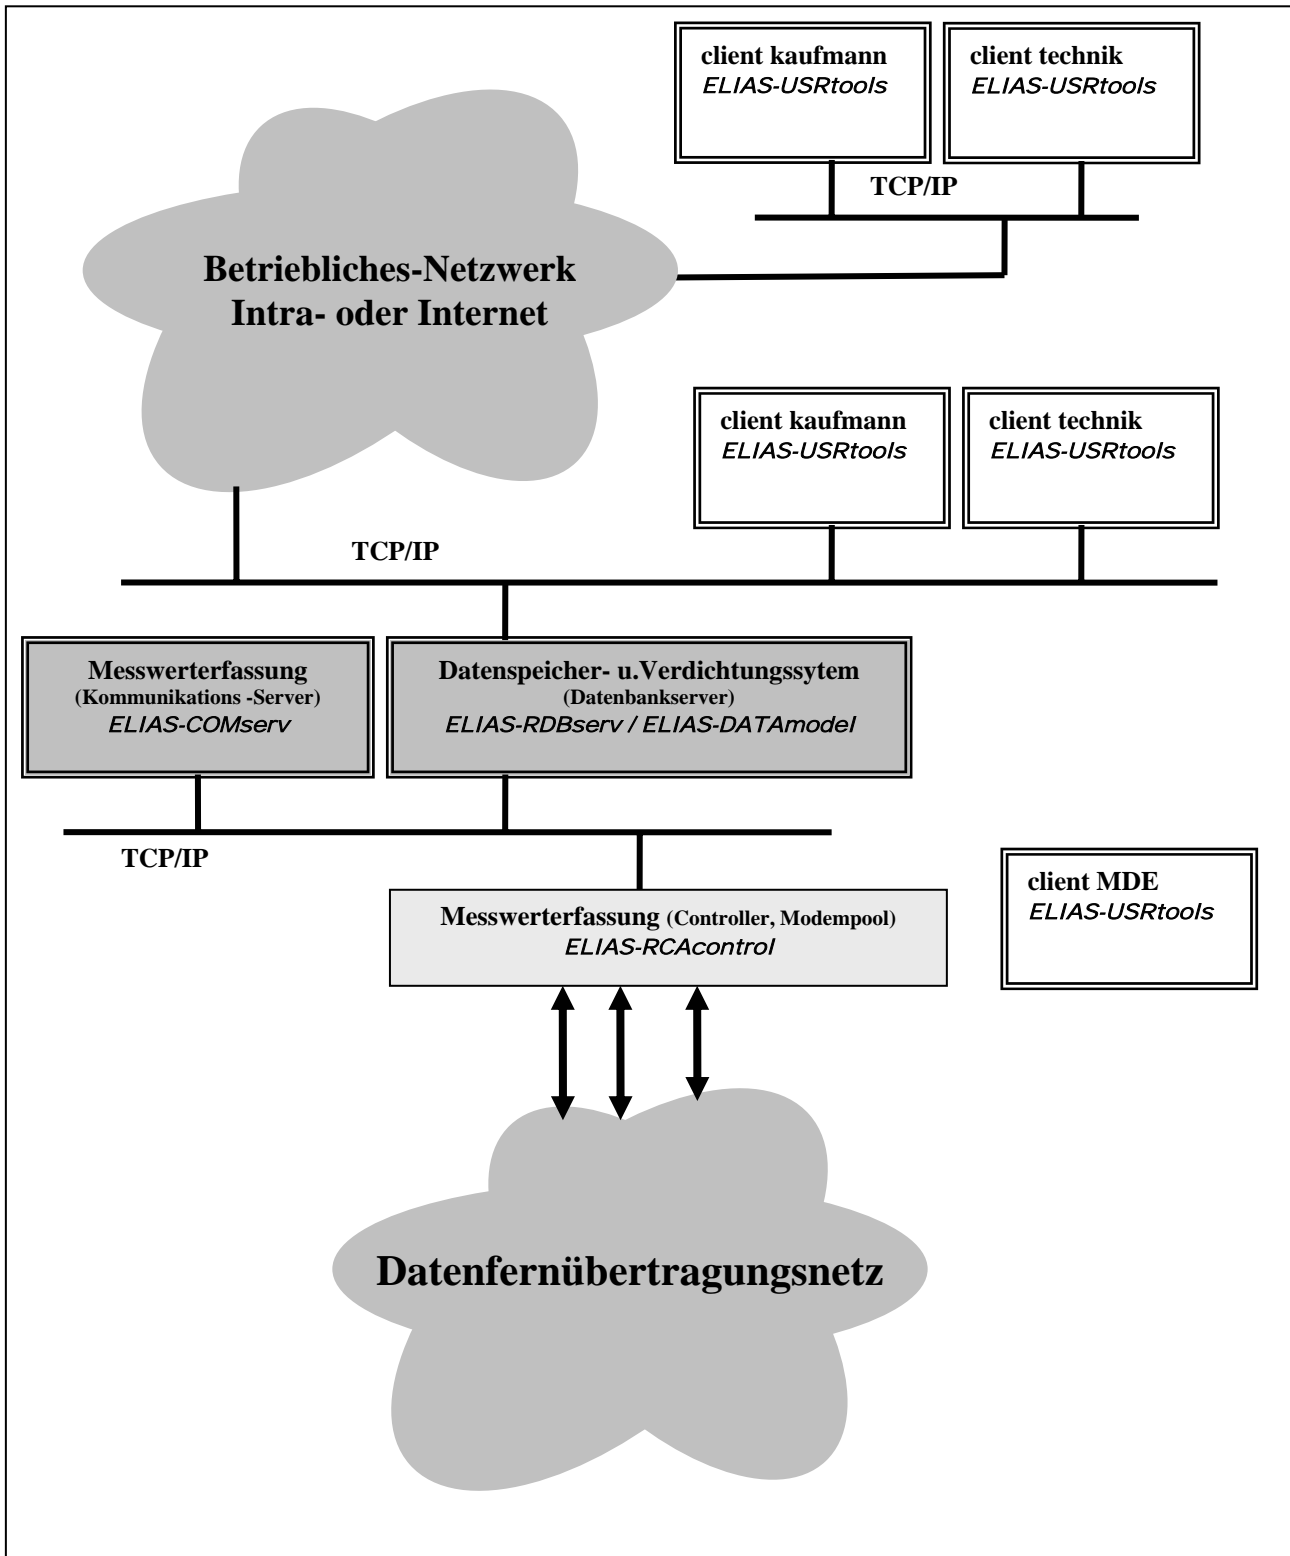 client kaufmann
ELIAS-USRtools
client technik
ELIAS-USRtools
TCP/IP
Betriebliches-Netzwerk
Intra- oder Internet
client kaufmann
ELIAS-USRtools
client technik
ELIAS-USRtools
TCP/IP
Messwerterfassung
(Kommunikations -Server)
ELIAS-COMserv
Datenspeicher- u.Verdichtungssytem
(Datenbankserver)
ELIAS-RDBserv / ELIAS-DATAmodel
TCP/IP
client MDE
ELIAS-USRtools
Messwerterfassung (Controller, Modempool)
ELIAS-RCAcontrol
Datenfernübertragungsnetz